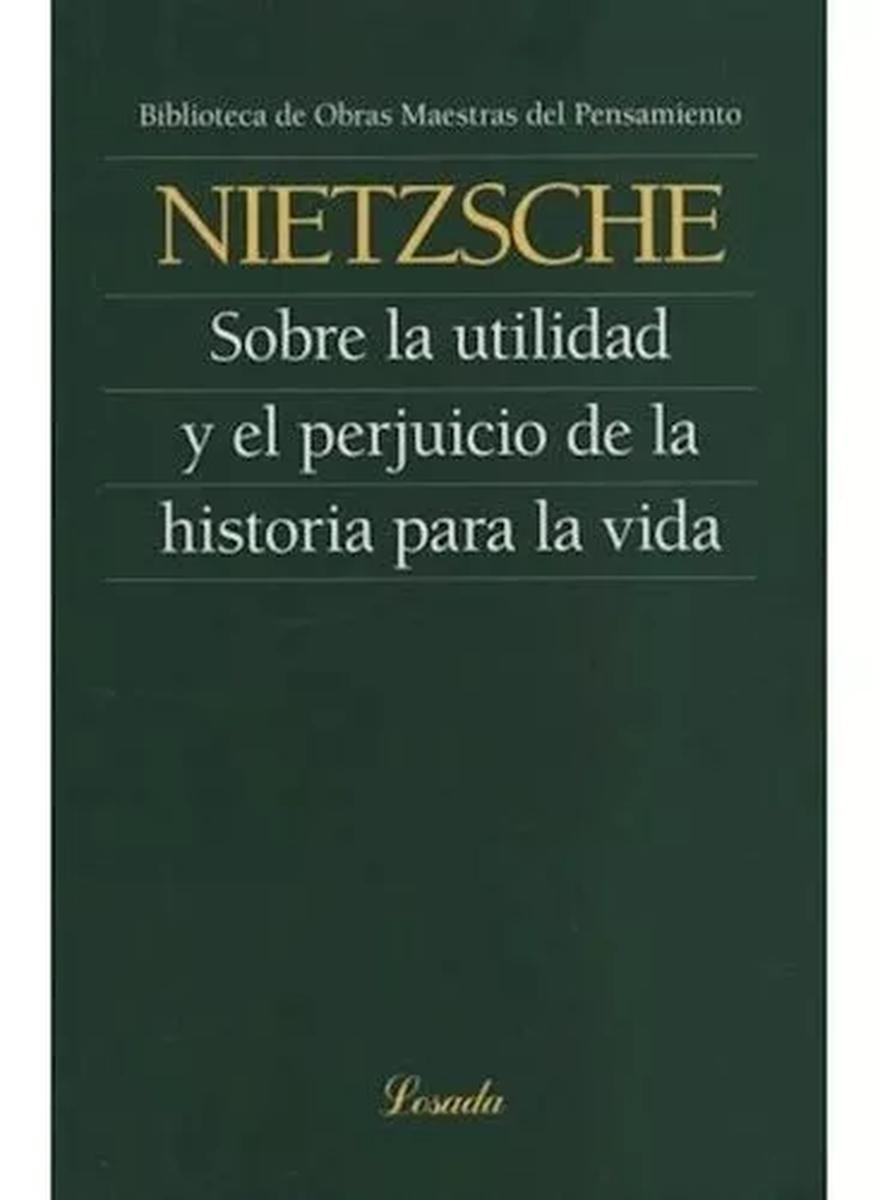 Biblioteca de Obras Maestras del Pensamiento
NIETZSCHE
Sobre la utilidad
y el perjuicio de la
historia para la vida
Losada